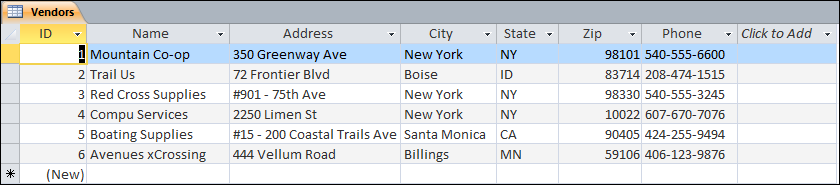 Vendors
ID Name Address City State Zip Phone Click to Add
1 Mountain Co-op 350 Greenway Ave New York NY 98101 540-555-6600
2 Trail Us 72 Frontier Blvd Boise ID 83714 208-474-1515
3 Red Cross Supplies #901 - 75th Ave New York NY 98330 540-555-3245
4 Compu Services 2250 Limen St New York NY 10022 607-670-7076
5 Boating Supplies #15 - 200 Coastal Trails Ave Santa Monica CA 90405 424-255-9494
6 Avenues xCrossing 444 Vellum Road Billings MN 59106 406-123-9876
(New)